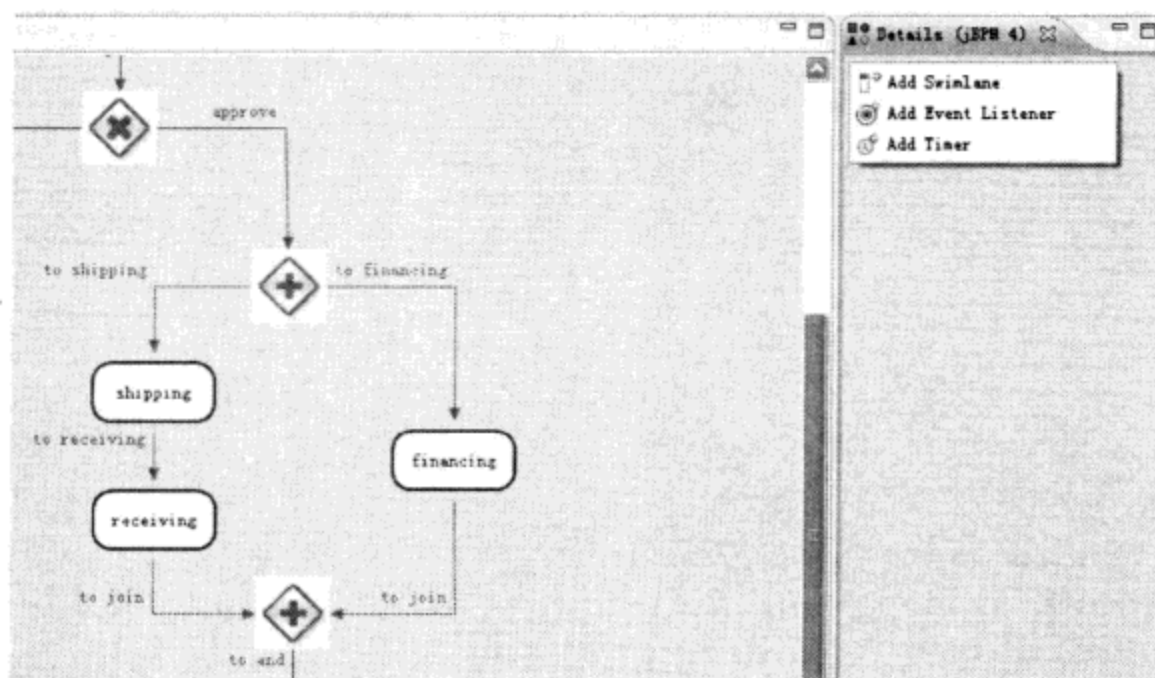 Details (jBPM 4)
Add Swimlane
Add Event Listener
Add Timer
approve
to shipping
to financing
shipping
to receiving
financing
receiving
to join
to join
to end